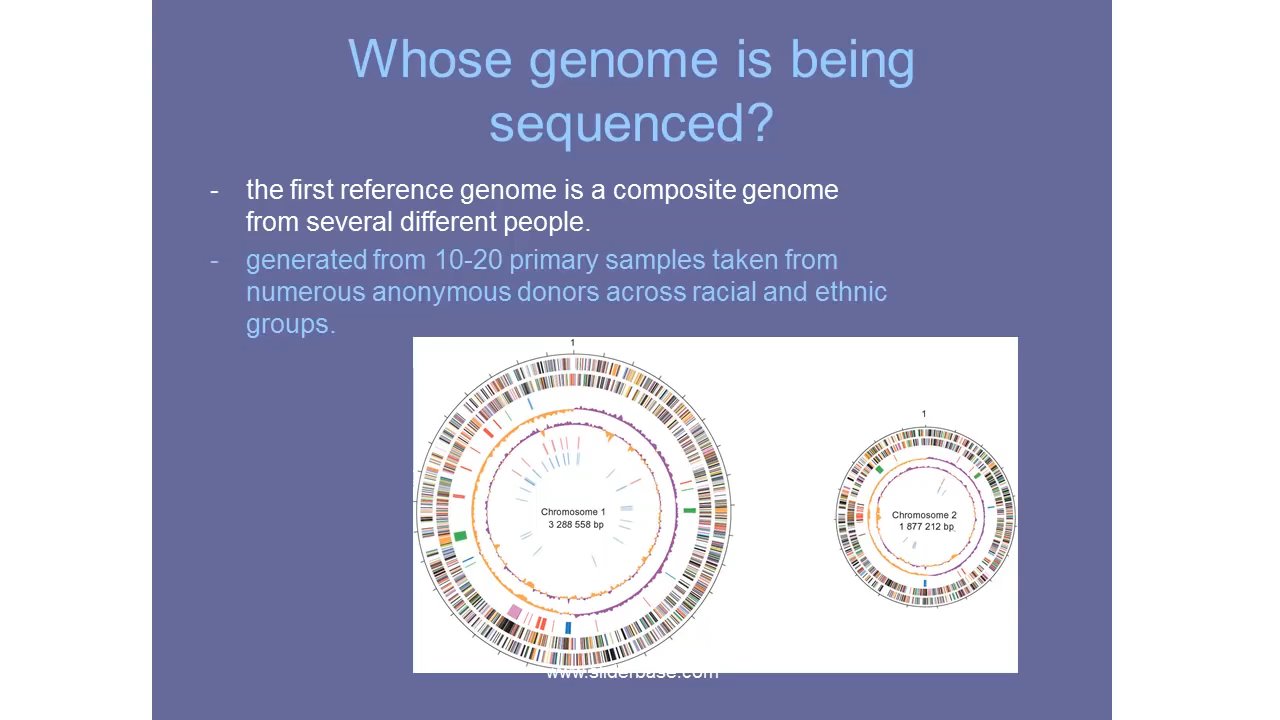 Whose genome is being
sequenced?
- the first reference genome is a composite genome
from several different people.
- generated from 10-20 primary samples taken from
numerous anonymous donors across racial and ethnic
groups.
1
Chromosome 1
3 288 558 bp
1
Chromosome 2
1 877 212 bp
www.sliderbase.com